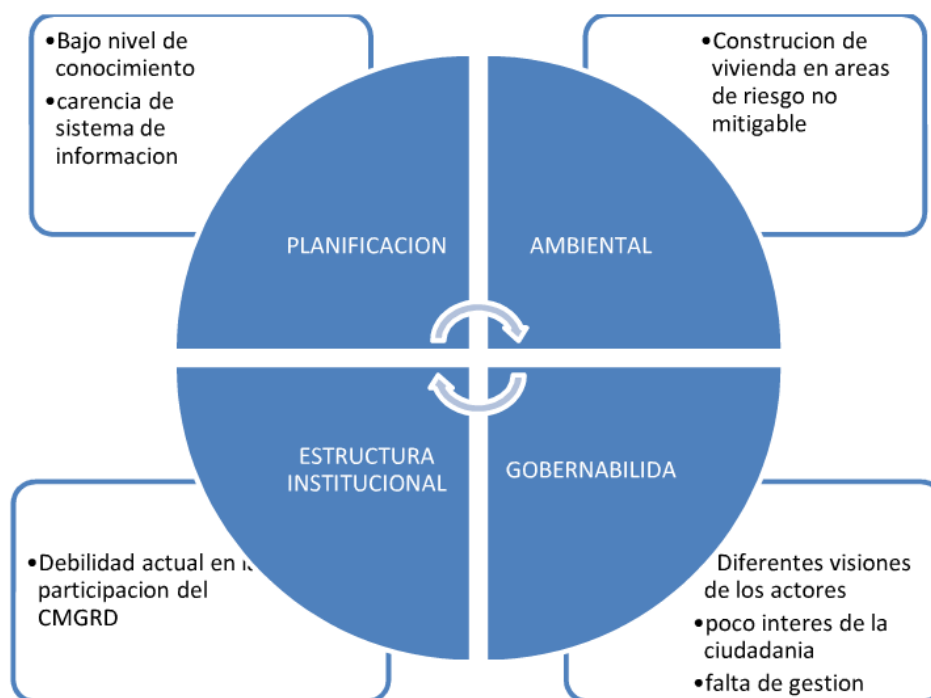 •Bajo nivel de
conocimiento
•carencia de
sistema de
informacion
•Construcion de
vivienda en areas
de riesgo no
mitigable
PLANIFICACION
AMBIENTAL
ESTRUCTURA
INSTITUCIONAL
GOBERNABILIDA
•Debilidad actual en
participacion del
CMGRD
Diferentes visiones
de los actores
•poco interes de la
ciudadania
•falta de gestion